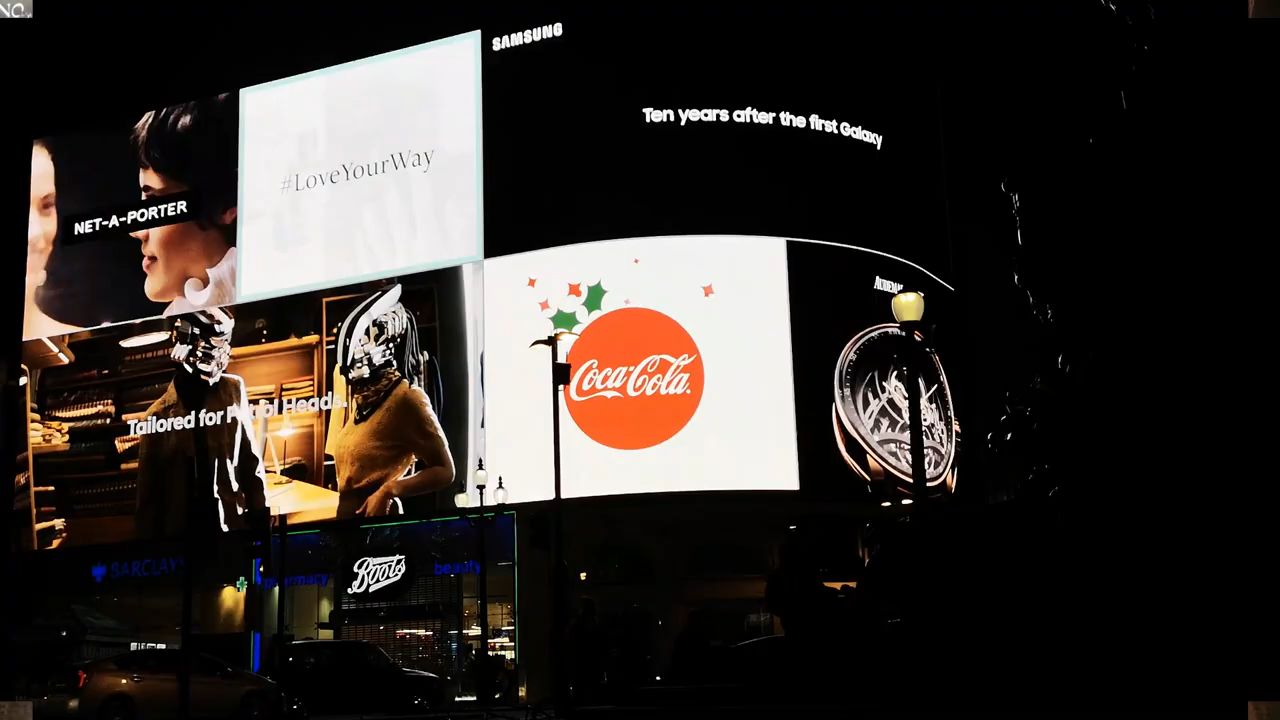 SAMSUNG
Ten years after the first Galaxy
#LoveYourWay
NET-A-PORTER
Coca-Cola
Tailored for Petrol Heads.
Boots
BARCLAYS
pharmacy
beauty